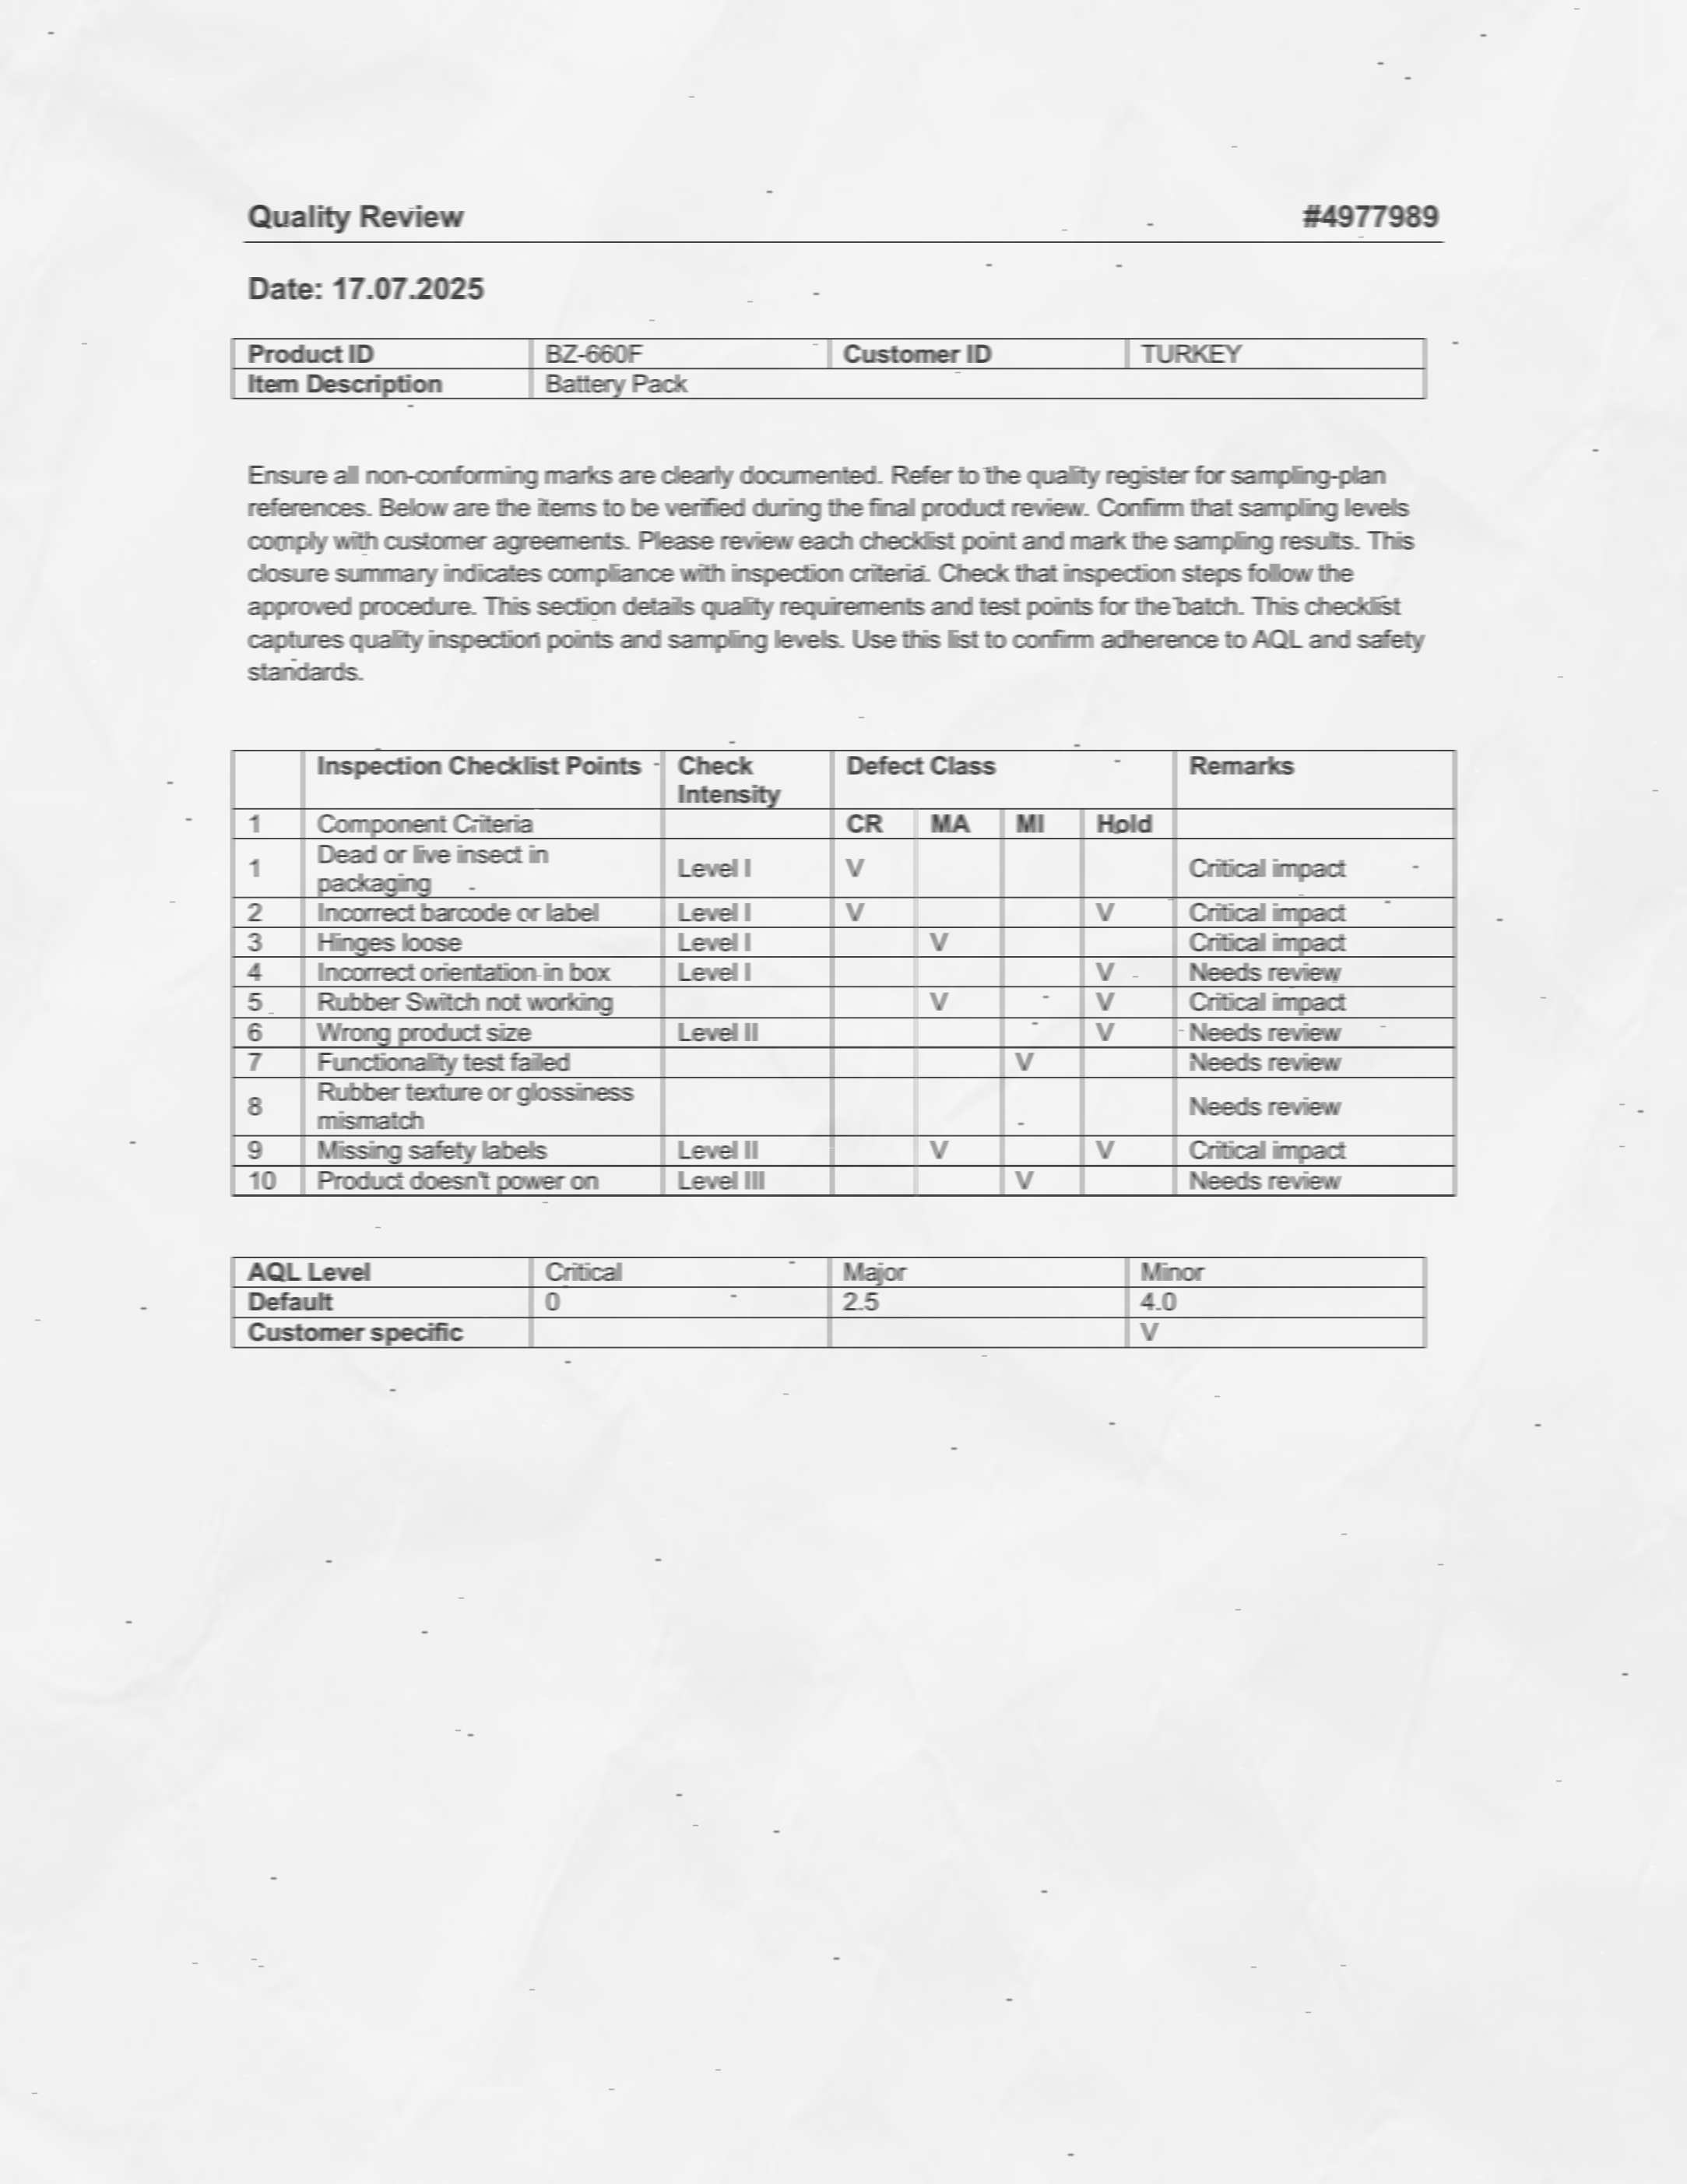 Quality Review #4977989
Date: 17.07.2025
Product ID BZ-660F Customer ID TURKEY
Item Description Battery Pack
Ensure all non-conforming marks are clearly documented. Refer to the quality register for sampling-plan
references. Below are the items to be verified during the final product review. Confirm that sampling levels
comply with customer agreements. Please review each checklist point and mark the sampling results. This
closure summary indicates compliance with inspection criteria. Check that inspection steps follow the
approved procedure. This section details quality requirements and test points for the batch. This checklist
captures quality inspection points and sampling levels. Use this list to confirm adherence to AQL and safety
standards.
Inspection Checklist Points Check Defect Class Remarks
Intensity
1 Component Criteria CR MA MI Hold
Dead or live insect in
1 Level I V Critical impact
packaging
2 Incorrect barcode or label Level I V V Critical impact
3 Hinges loose Level I V Critical impact
4 Incorrect orientation in box Level I V Needs review
5 Rubber Switch not working V V Critical impact
6 Wrong product size Level II V Needs review
7 Functionality test failed V Needs review
Rubber texture or glossiness
8 Needs review
mismatch
9 Missing safety labels Level II V V Critical impact
10 Product doesn't power on Level III V Needs review
AQL Level Critical Major Minor
Default 0 2.5 4.0
Customer specific V